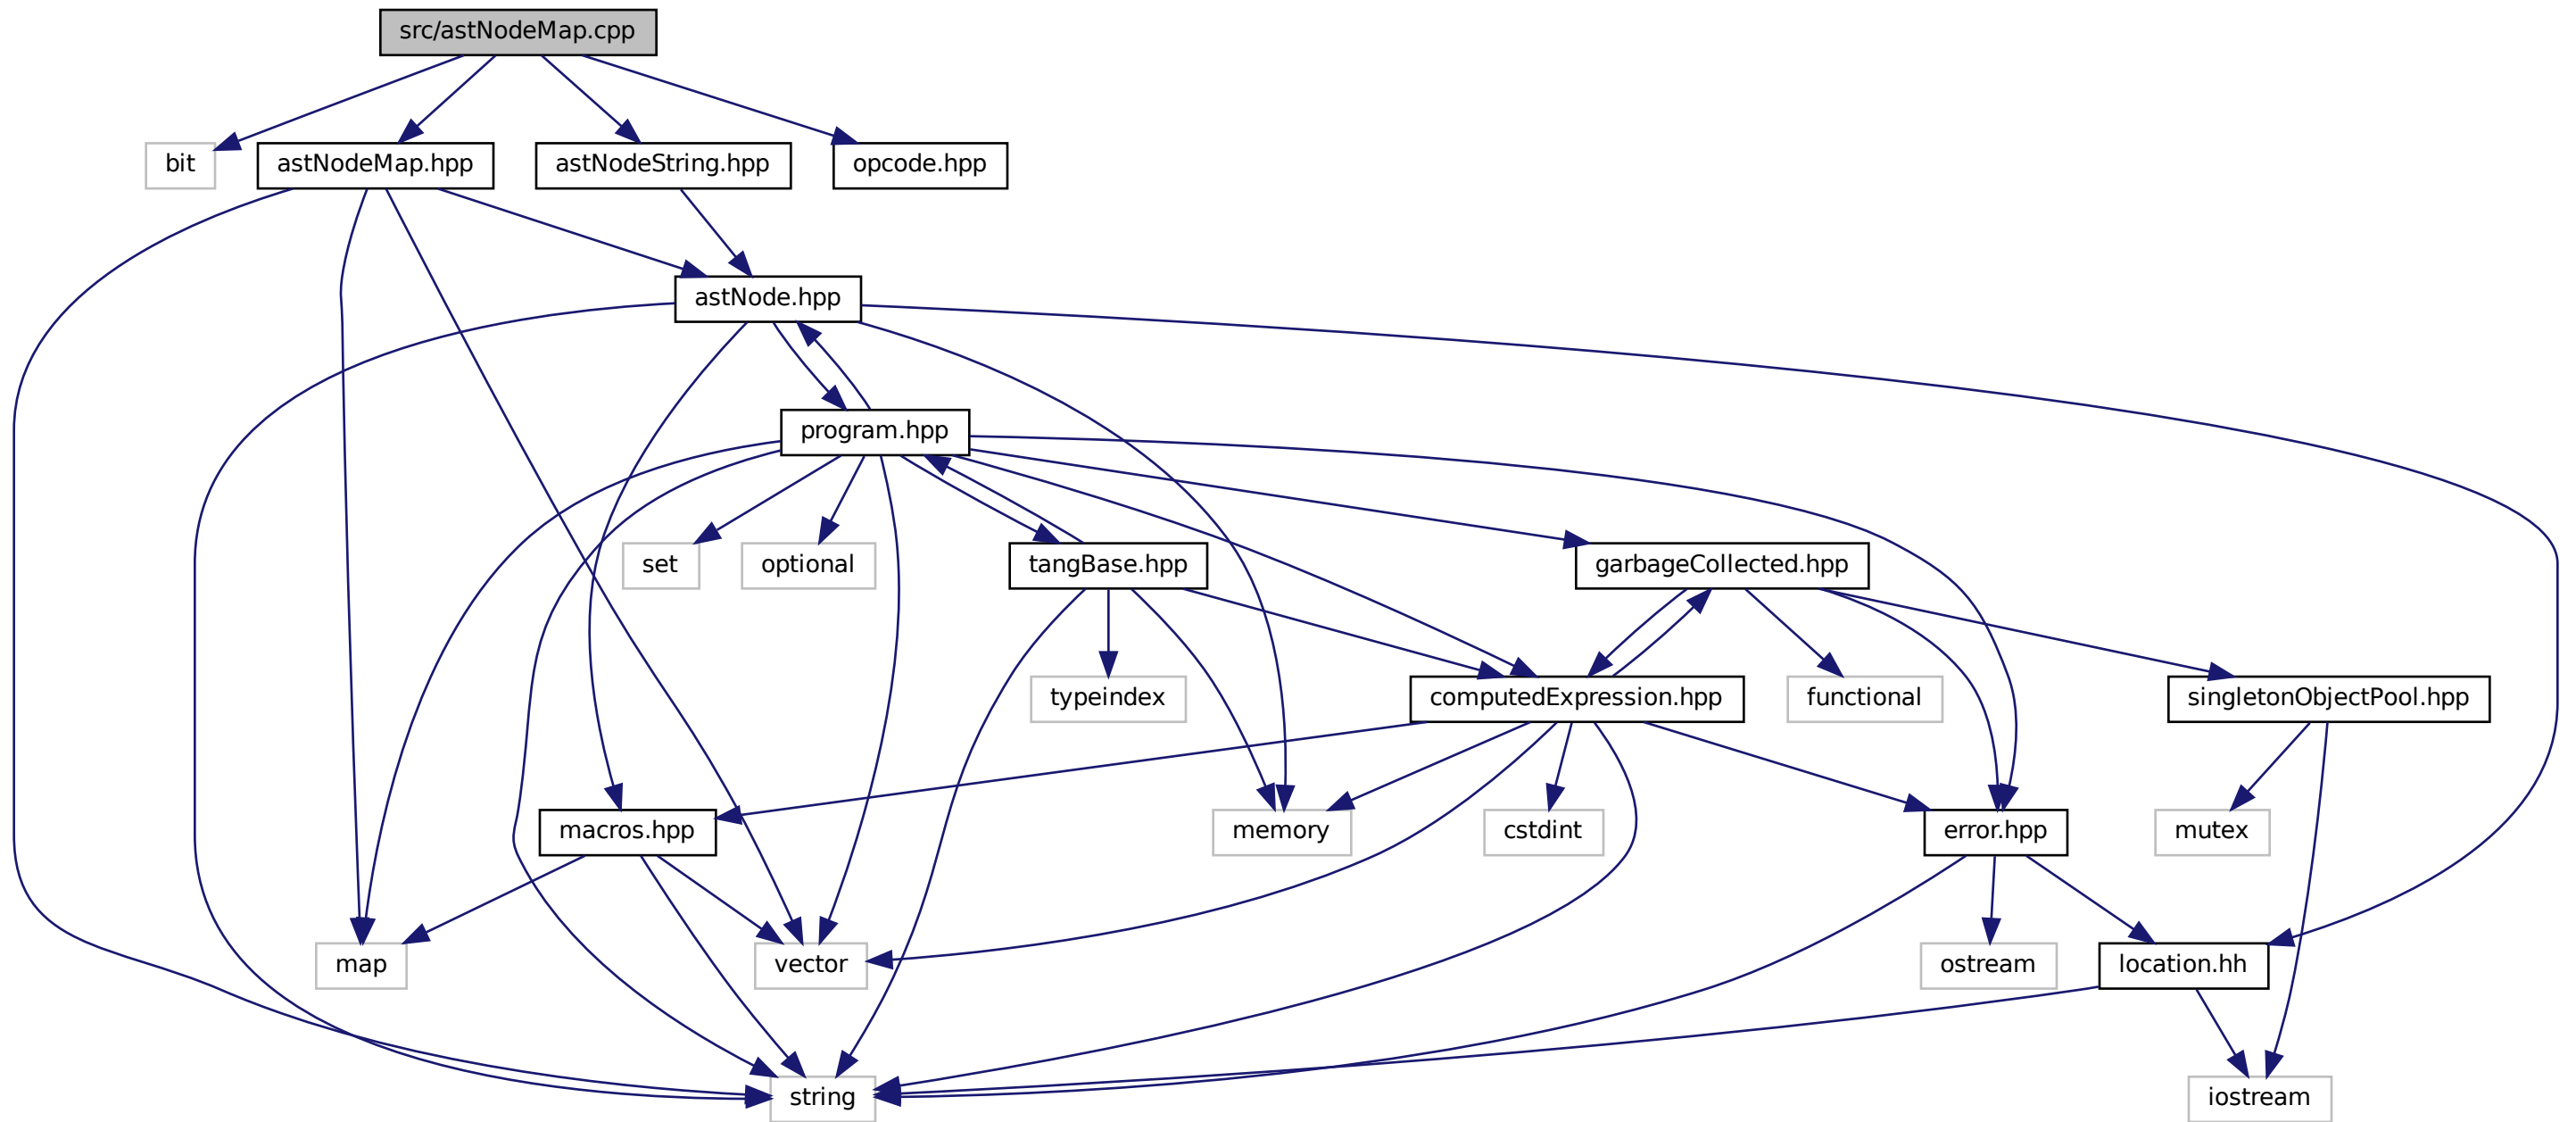 src/astNodeMap.cpp
bit
astNodeMap.hpp
astNodeString.hpp
opcode.hpp
astNode.hpp
program.hpp
set
optional
tangBase.hpp
garbageCollected.hpp
typeindex
computedExpression.hpp
functional
singletonObjectPool.hpp
macros.hpp
memory
cstdint
error.hpp
mutex
map
vector
ostream
location.hh
string
iostream